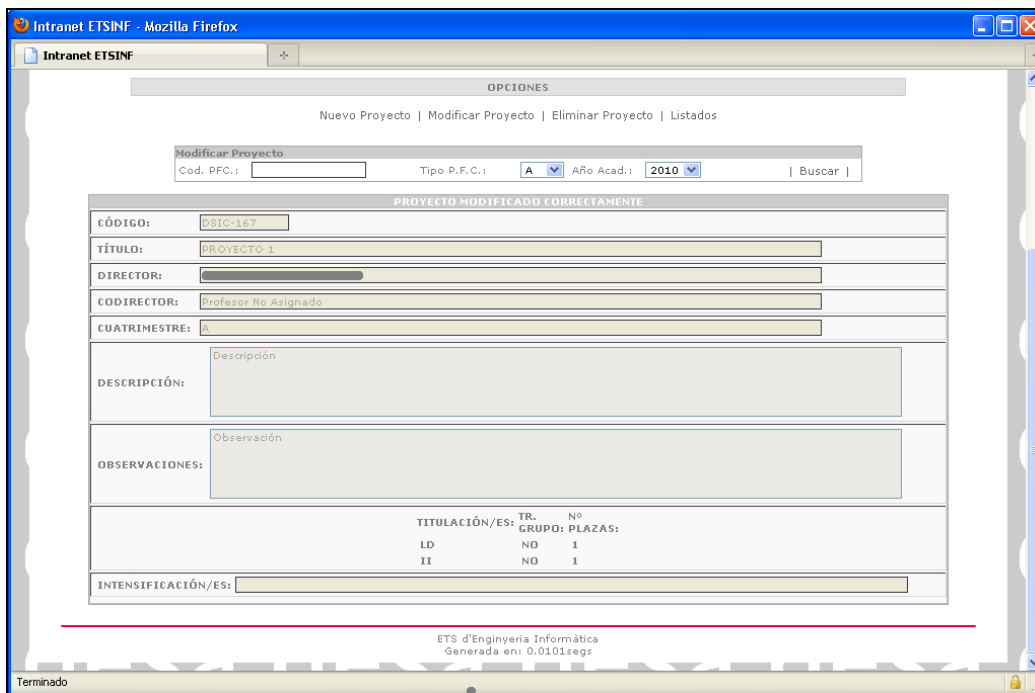 Intranet ETSINF - Mozilla Firefox
Intranet ETSINF
OPCIONES
Nuevo Proyecto | Modificar Proyecto | Eliminar Proyecto | Listados
Modificar Proyecto
Cod. PFC.: Tipo P.F.C.: A Año Acad.: 2010 | Buscar |
PROYECTO MODIFICADO CORRECTAMENTE
CÓDIGO: DSIC-167
TÍTULO: PROYECTO 1
DIRECTOR:
CODIRECTOR: Profesor No Asignado
CUATRIMESTRE: A
DESCRIPCIÓN: Descripción
OBSERVACIONES: Observación
TITULACIÓN/ES: TR. GRUPO: Nº PLAZAS:
LD NO 1
II NO 1
INTENSIFICACIÓN/ES:
ETS d'Enginyeria Informàtica
Generada en: 0.0101segs
Terminado